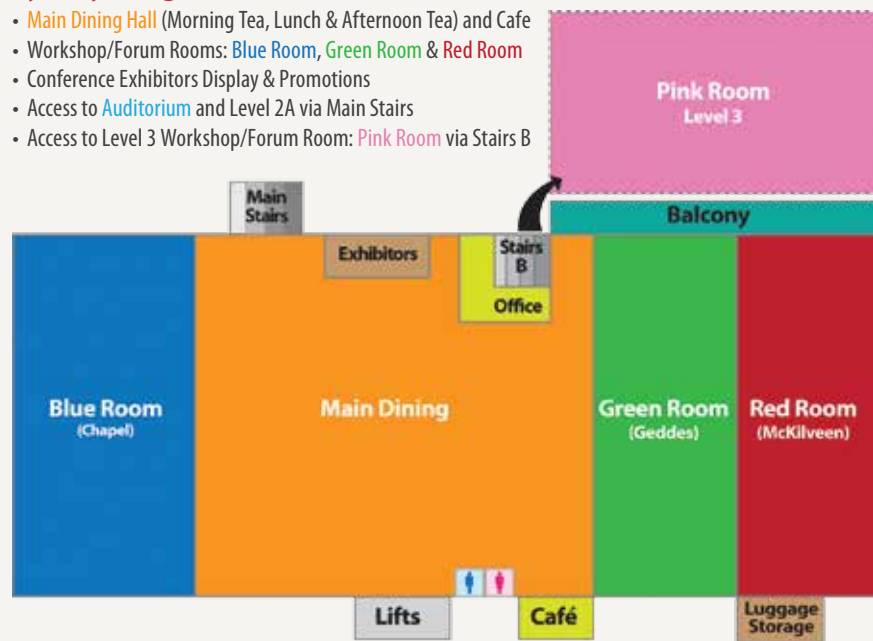 • Main Dining Hall (Morning Tea, Lunch & Afternoon Tea) and Cafe
• Workshop/Forum Rooms: Blue Room, Green Room & Red Room
• Conference Exhibitors Display & Promotions
• Access to Auditorium and Level 2A via Main Stairs
• Access to Level 3 Workshop/Forum Room: Pink Room via Stairs B
Pink Room
Level 3
Main
Stairs
Balcony
Exhibitors
Stairs
B
Office
Blue Room
(Chapel)
Main Dining
Green Room
(Geddes)
Red Room
(McKilveen)
Lifts
Café
Luggage
Storage